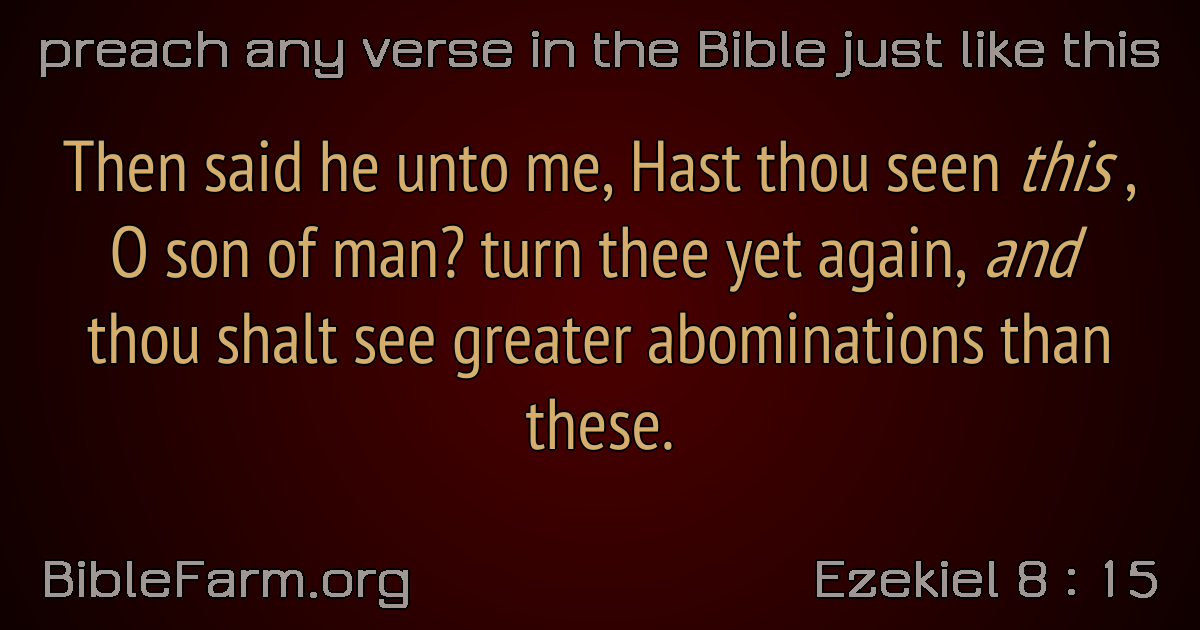 preach any verse in the Bible just like this
Then said he unto me, Hast thou seen this ,
O son of man? turn thee yet again, and
thou shalt see greater abominations than
these.
BibleFarm.org
Ezekiel 8 : 15